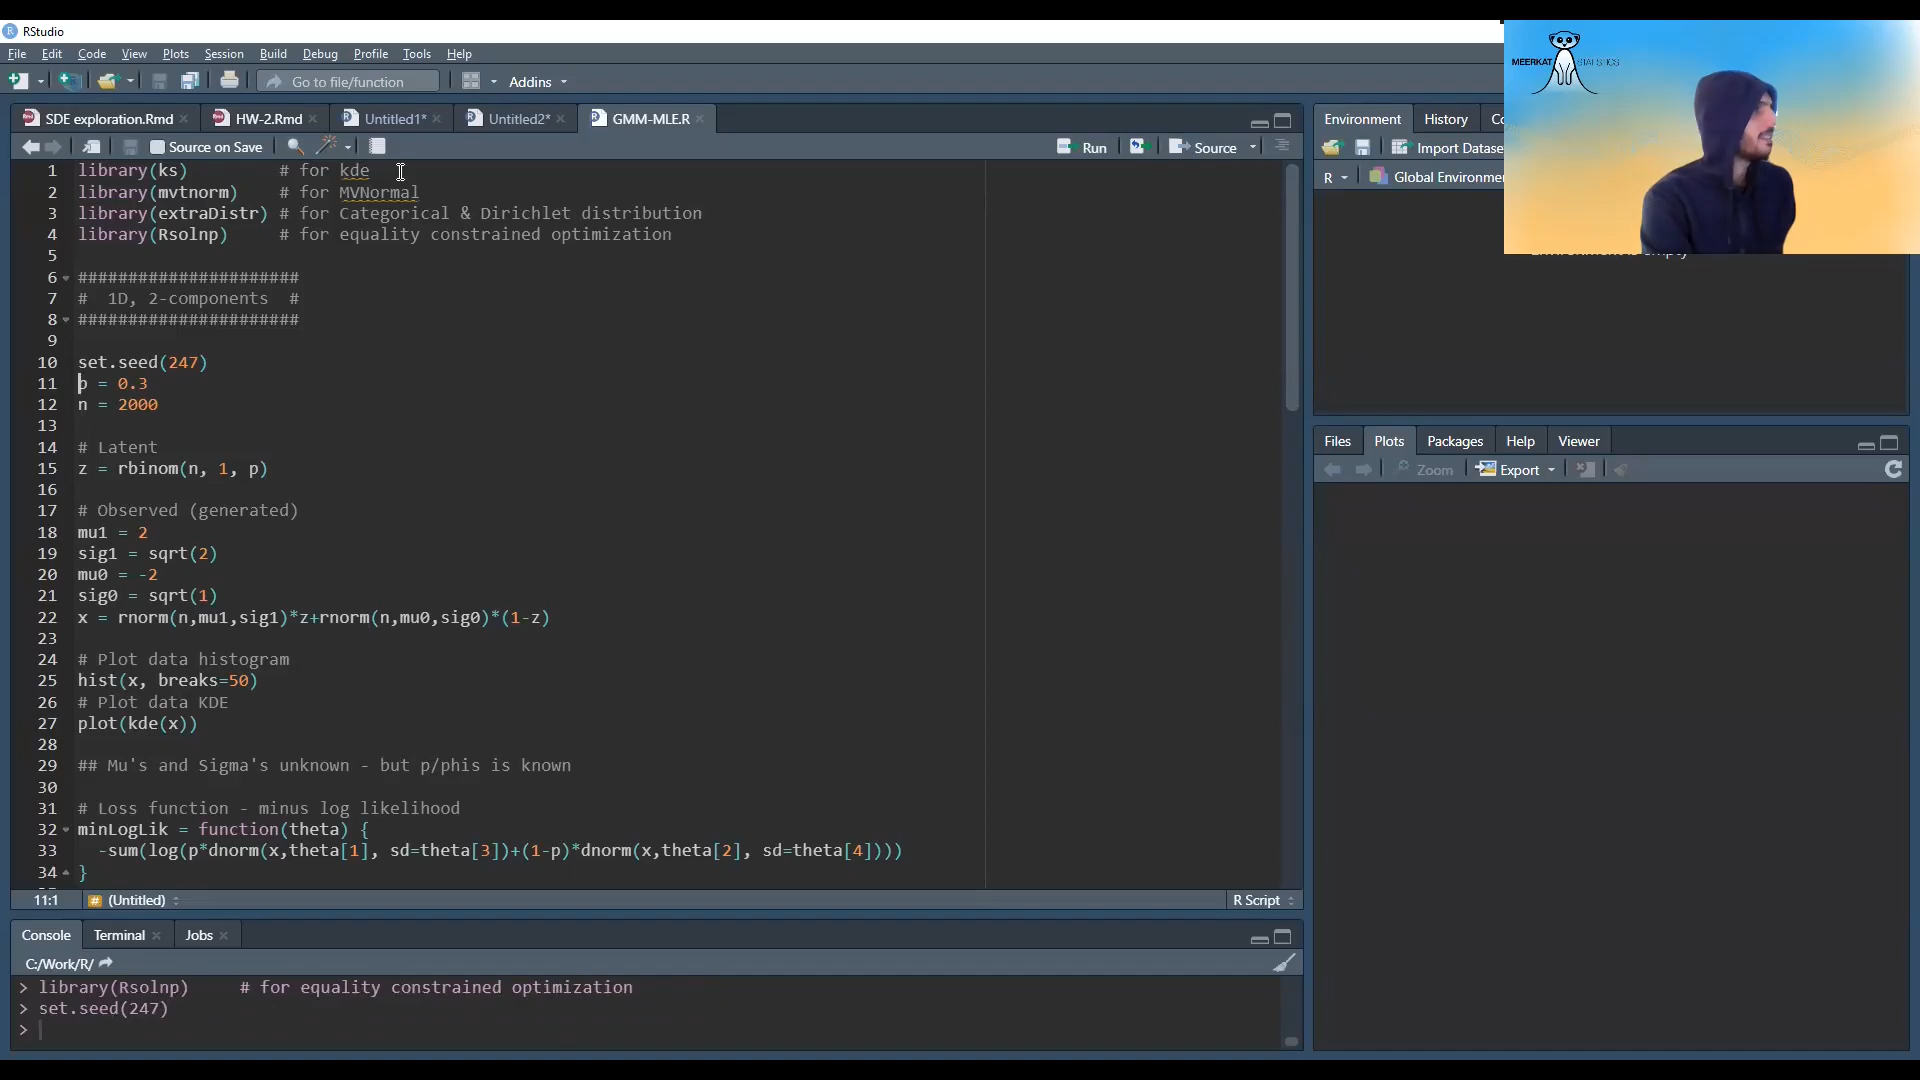 RStudio
File Edit Code View Plots Session Build Debug Profile Tools Help
Go to file/function Addins
SDE exploration.Rmd HW-2.Rmd Untitled1* Untitled2* GMM-MLE.R
Source on Save Run Source
1 library(ks) # for kde
2 library(mvtnorm) # for MVNormal
3 library(extraDistr) # for Categorical & Dirichlet distribution
4 library(Rsolnp) # for equality constrained optimization
5
6 ######################
7 # 1D, 2-components #
8 ######################
9
10 set.seed(247)
11 p = 0.3
12 n = 2000
13
14 # Latent
15 z = rbinom(n, 1, p)
16
17 # Observed (generated)
18 mu1 = 2
19 sig1 = sqrt(2)
20 mu0 = -2
21 sig0 = sqrt(1)
22 x = rnorm(n,mu1,sig1)*z+rnorm(n,mu0,sig0)*(1-z)
23
24 # Plot data histogram
25 hist(x, breaks=50)
26 # Plot data KDE
27 plot(kde(x))
28
29 ## Mu's and Sigma's unknown - but p/phis is known
30
31 # Loss function - minus log likelihood
32 minLogLik = function(theta) {
33 -sum(log(p*dnorm(x,theta[1], sd=theta[3])+(1-p)*dnorm(x,theta[2], sd=theta[4])))
34 }
11:1 # (Untitled) R Script
Console Terminal Jobs
C:/Work/R/
> library(Rsolnp) # for equality constrained optimization
> set.seed(247)
>
Environment History Co
Import Datase
R Global Environme
MEERKAT STATISTICS
Files Plots Packages Help Viewer
Zoom Export